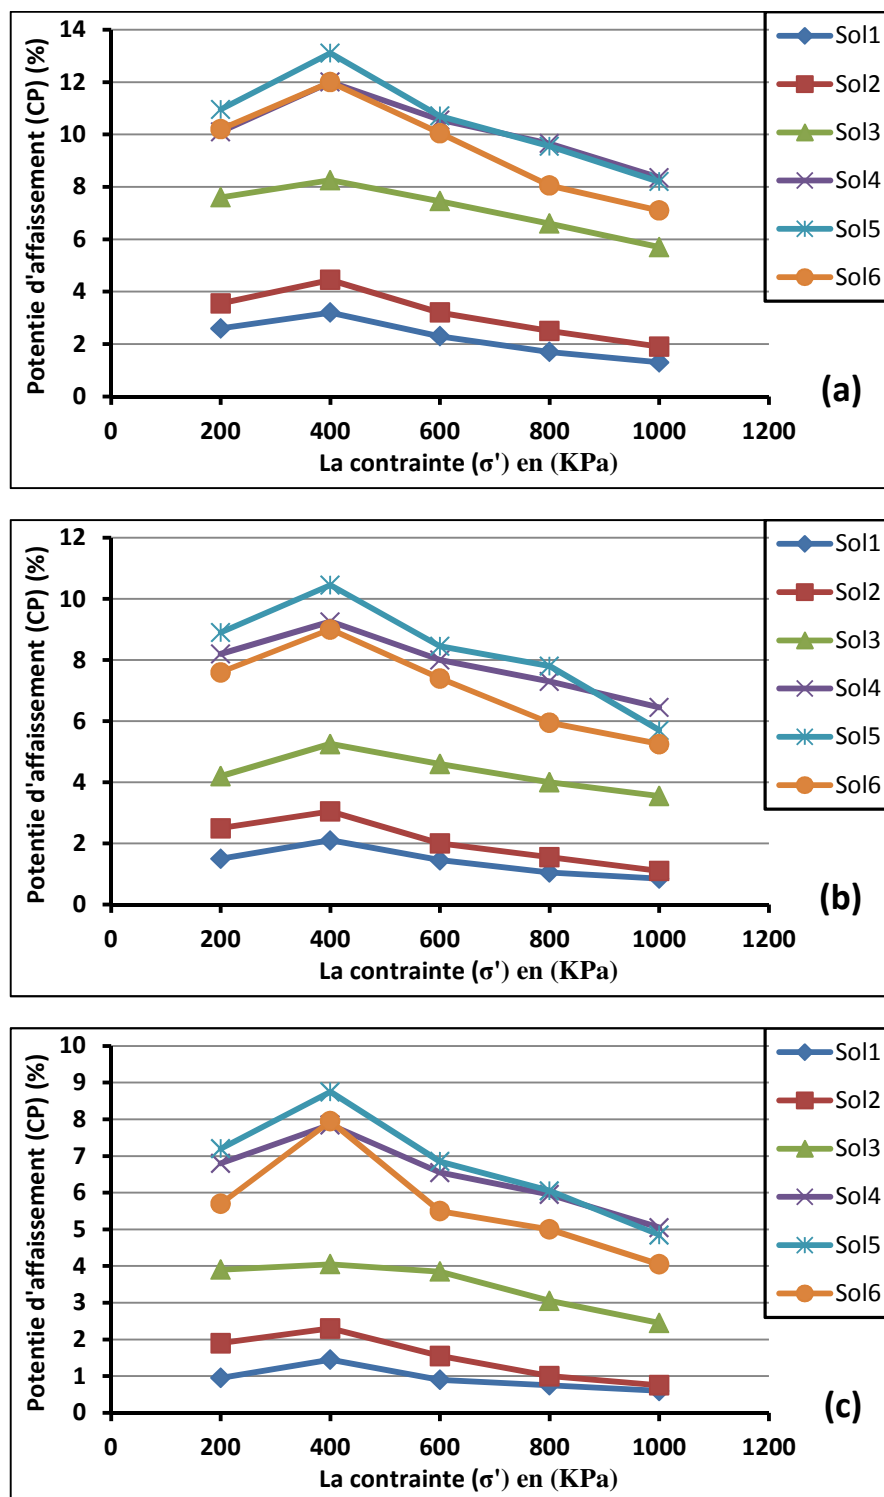 Potentie d'affaissement (CP) (%)
14
12
10
8
6
4
2
0
0 200 400 600 800 1000 1200
La contrainte (σ') en (KPa)
Sol1
Sol2
Sol3
Sol4
Sol5
Sol6
(a)
Potentie d'affaissement (CP) (%)
12
10
8
6
4
2
0
0 200 400 600 800 1000 1200
La contrainte (σ') en (KPa)
Sol1
Sol2
Sol3
Sol4
Sol5
Sol6
(b)
Potentie d'affaissement (CP) (%)
10
9
8
7
6
5
4
3
2
1
0
0 200 400 600 800 1000 1200
La contrainte (σ') en (KPa)
Sol1
Sol2
Sol3
Sol4
Sol5
Sol6
(c)